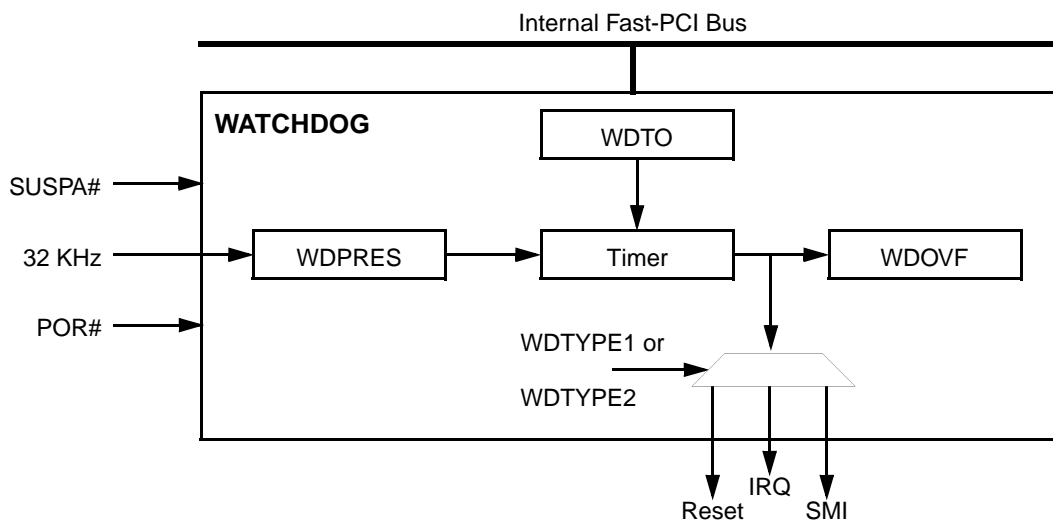 Internal Fast-PCI Bus
WATCHDOG
WDTO
SUSPA#
32 KHz
WDPRES
Timer
WDOVF
POR#
WDTYPE1 or
WDTYPE2
IRQ
Reset
SMI